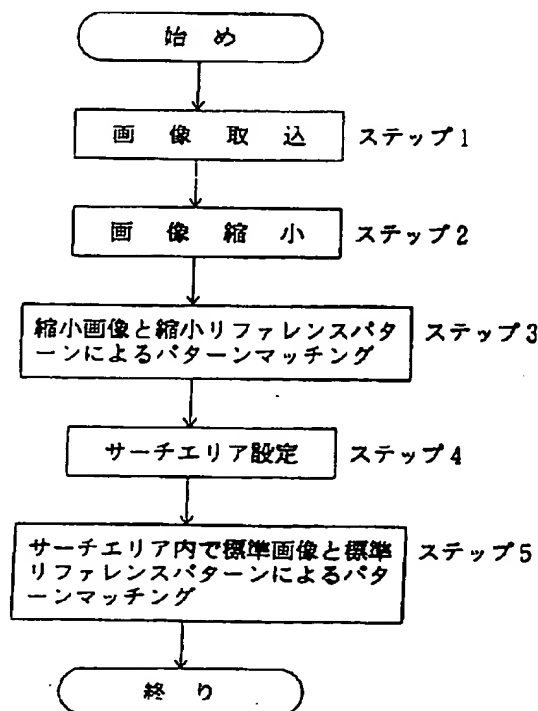 始め
画像取込 ステップ1
画像縮小 ステップ2
縮小画像と縮小リファレンスパタ ステップ3
ーンによるパターンマッチング
サーチエリア設定 ステップ4
サーチエリア内で標準画像と標準 ステップ5
リファレンスパターンによるパタ
ーンマッチング
終り